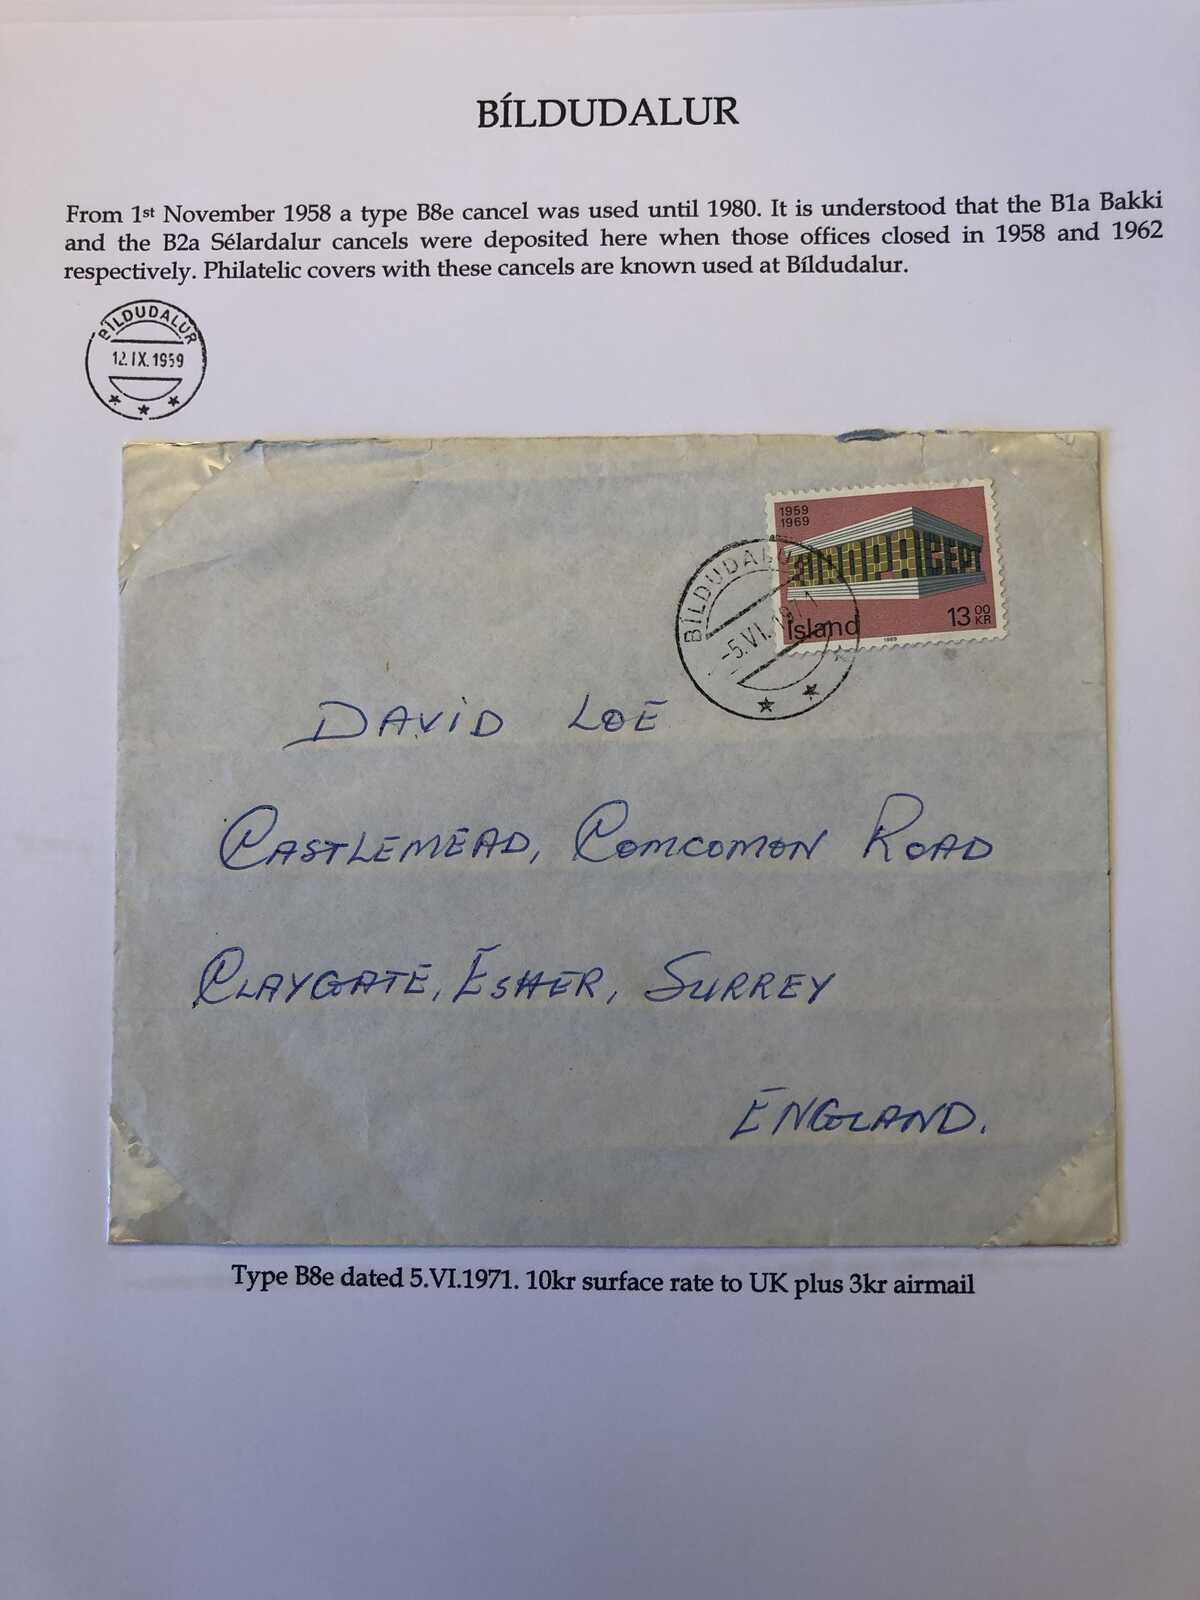 BÍLDUDALUR
From 1st November 1958 a type B8e cancel was used until 1980. It is understood that the B1a Bakki
and the B2a Sélardalur cancels were deposited here when those offices closed in 1958 and 1962
respectively. Philatelic covers with these cancels are known used at Bíldudalur.
BÍLDUDALUR
12.IX.1959
1959
1969
EUROPA CEPT
Ísland
13 00 KR
1969
BÍLDUDALUR
-5.VI.1971
DAVID LOE
CASTLEMEAD, COMCOMON ROAD
CLAYGATE, ESHER, SURREY
ENGLAND.
Type B8e dated 5.VI.1971. 10kr surface rate to UK plus 3kr airmail